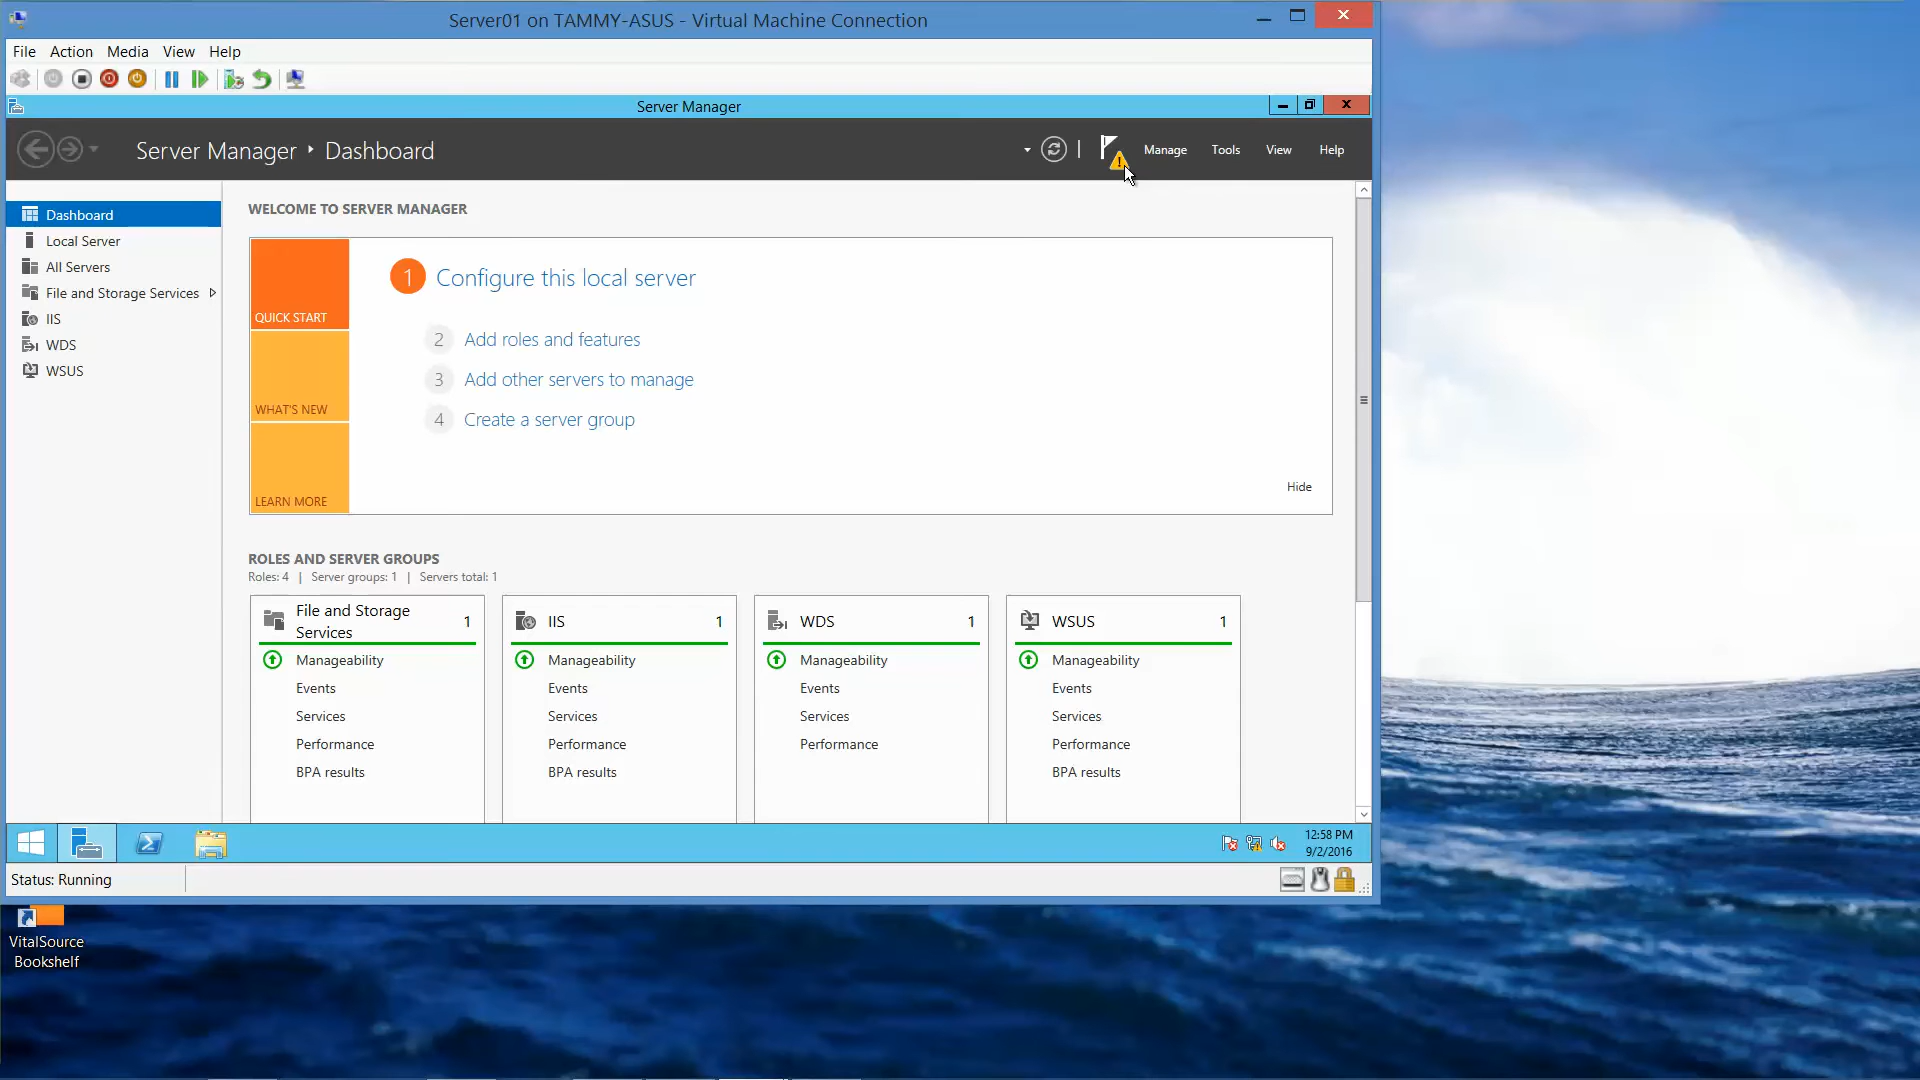 Server01 on TAMMY-ASUS - Virtual Machine Connection
File Action Media View Help
Server Manager
Server Manager Dashboard
Manage Tools View Help
Dashboard
Local Server
All Servers
File and Storage Services
IIS
WDS
WSUS
WELCOME TO SERVER MANAGER
QUICK START
WHAT'S NEW
LEARN MORE
1 Configure this local server
2 Add roles and features
3 Add other servers to manage
4 Create a server group
Hide
ROLES AND SERVER GROUPS
Roles: 4 | Server groups: 1 | Servers total: 1
File and Storage
Services 1
Manageability
Events
Services
Performance
BPA results
IIS 1
Manageability
Events
Services
Performance
BPA results
WDS 1
Manageability
Events
Services
Performance
WSUS 1
Manageability
Events
Services
Performance
BPA results
12:58 PM
9/2/2016
Status: Running
VitalSource
Bookshelf